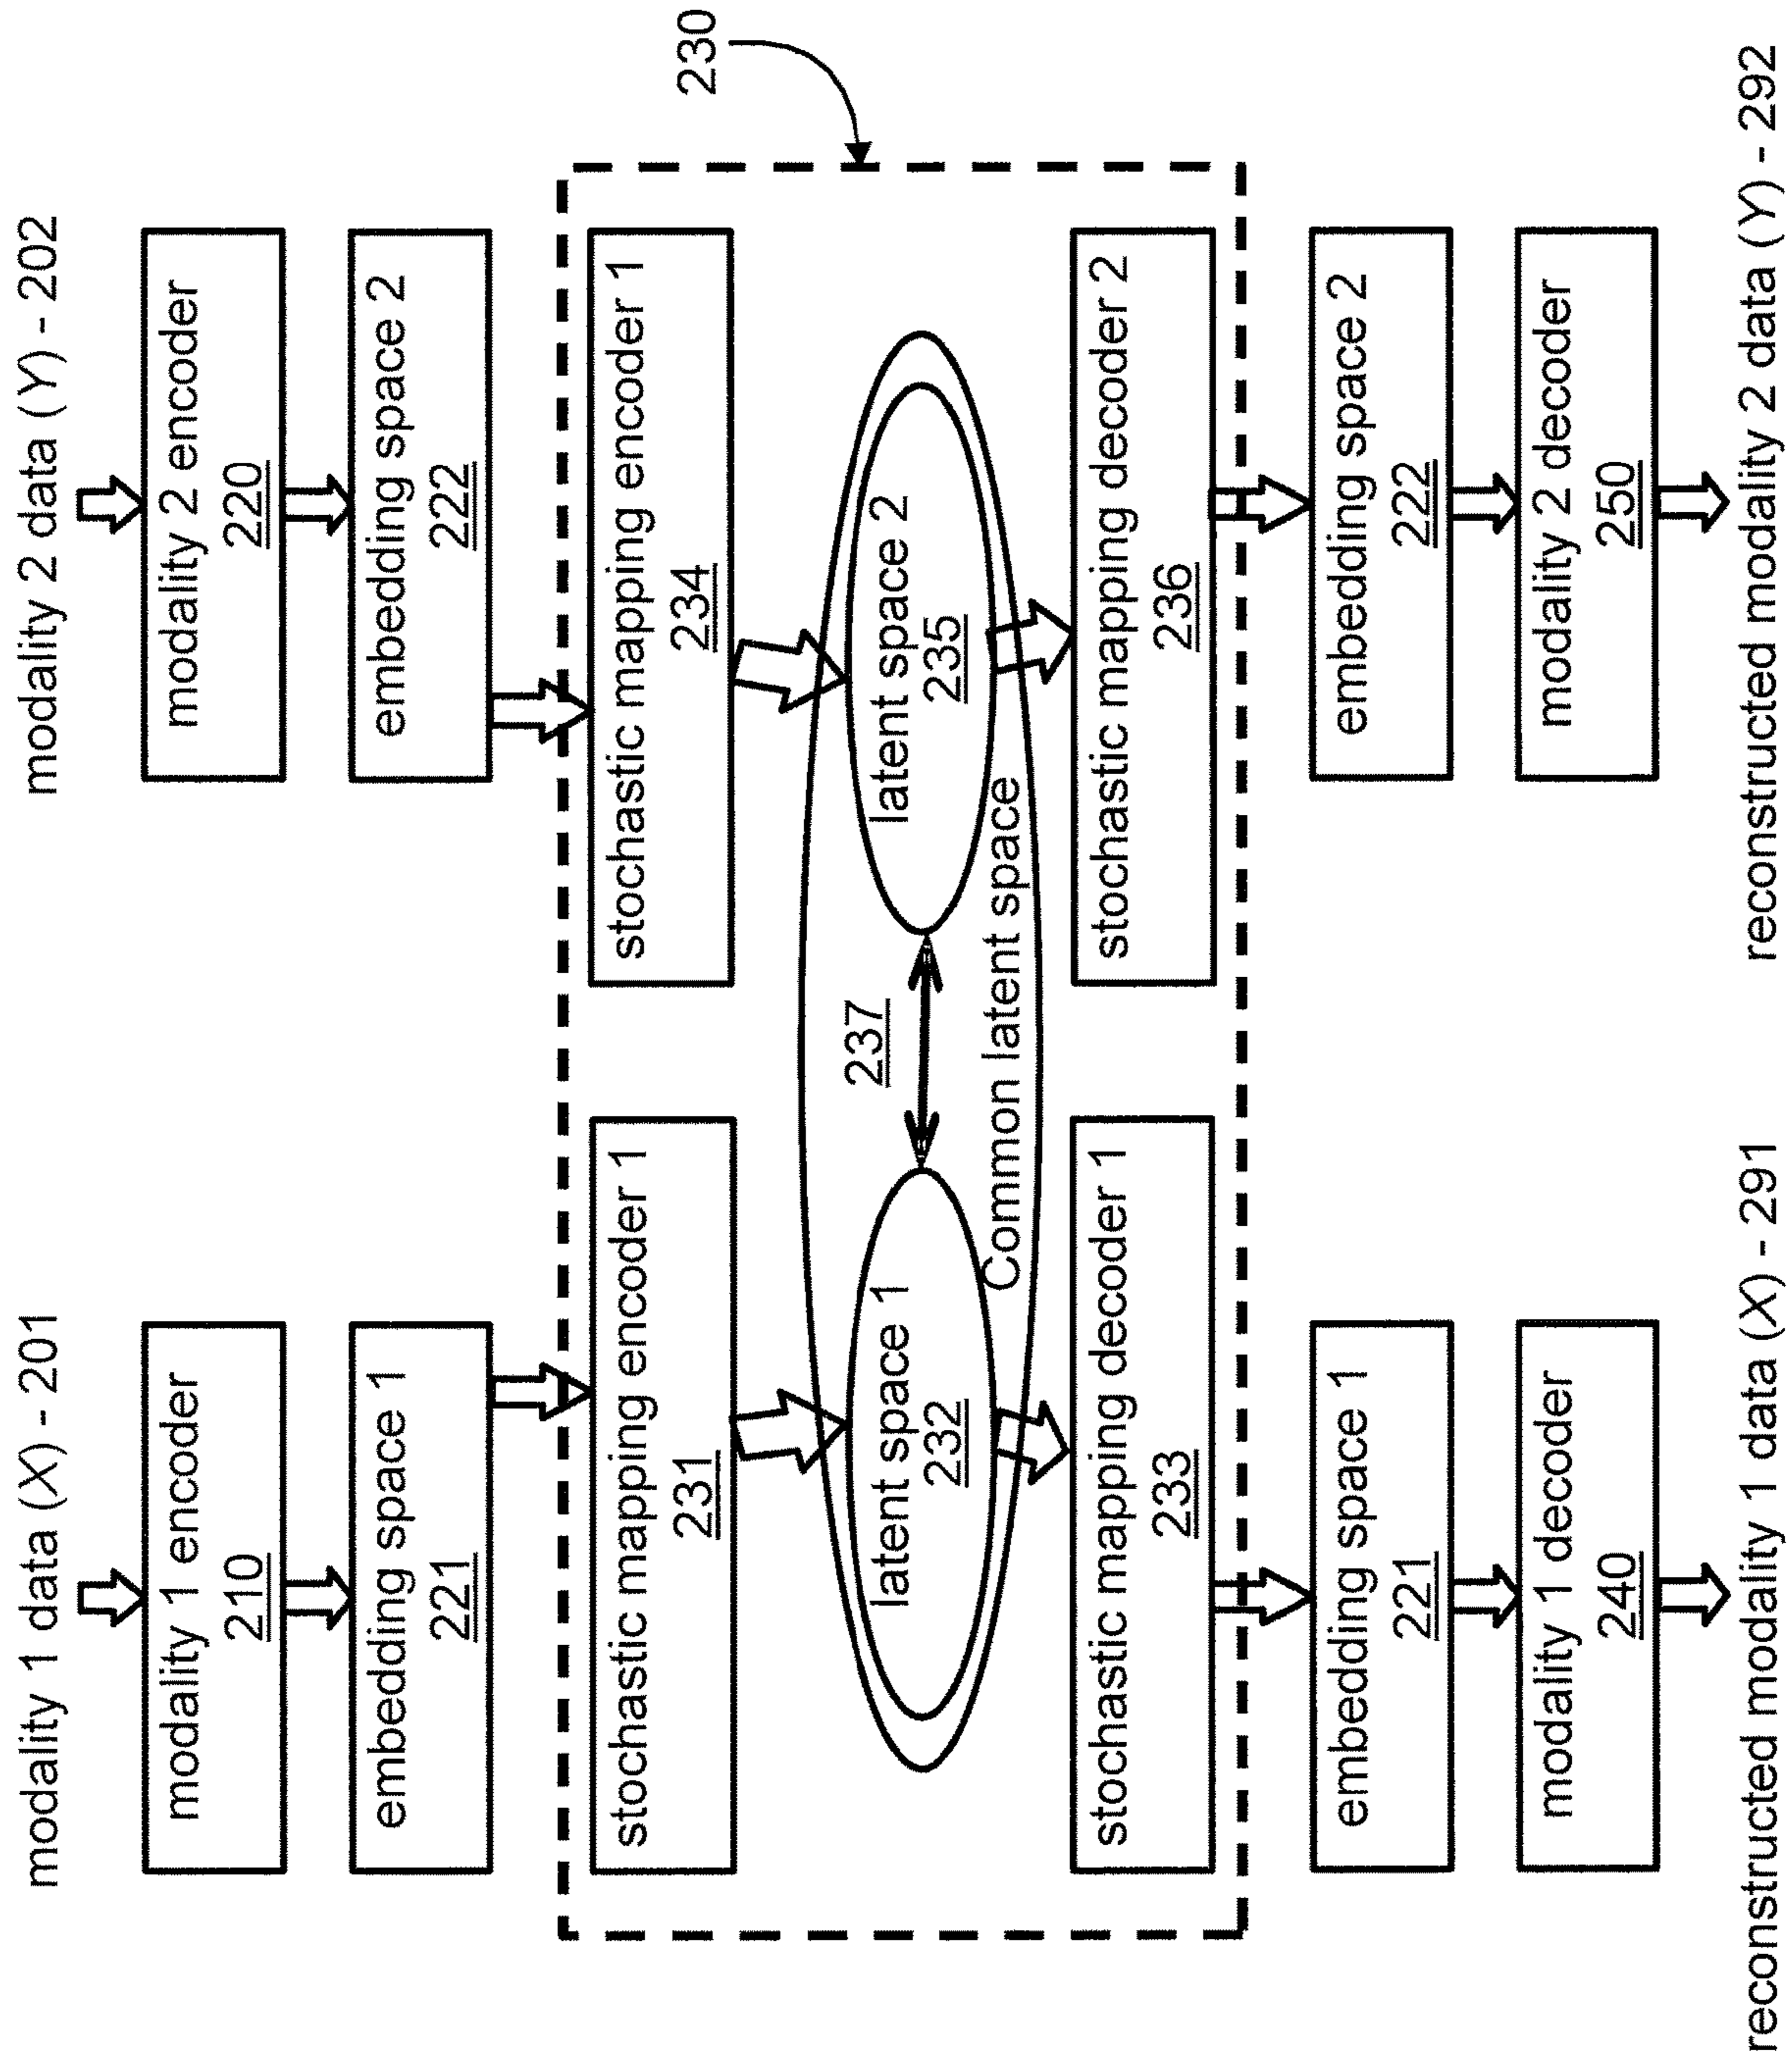 modality 1 data (X) - 201
modality 1 encoder
210
embedding space 1
221
stochastic mapping encoder 1
231
latent space 1
232
stochastic mapping decoder 1
233
embedding space 1
221
modality 1 decoder
240
reconstructed modality 1 data (X) - 291
237
Common latent space
modality 2 data (Y) - 202
modality 2 encoder
220
embedding space 2
222
stochastic mapping encoder 1
234
latent space 2
235
stochastic mapping decoder 2
236
embedding space 2
222
modality 2 decoder
250
reconstructed modality 2 data (Y) - 292
230